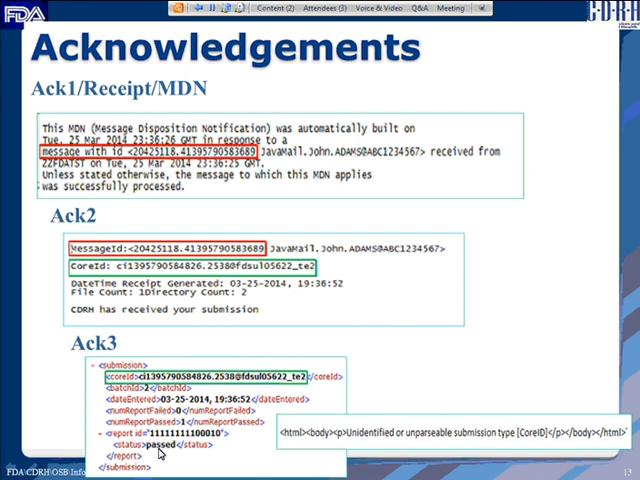 FDA
Content (2) Attendees (3) Voice & Video Q&A Meeting
CDRH
Acknowledgements
Ack1/Receipt/MDN
This MDN (Message Disposition Notification) was automatically built on
Tue, 25 Mar 2014 23:36:26 GMT in response to a
message with id <20425118.41395790583689 JavaMail.John.ADAMS@ABC1234567> received from
ZZFDATST on Tue, 25 Mar 2014 23:36:25 GMT.
Unless stated otherwise, the message to which this MDN applies
was successfully processed.
Ack2
MessageId:<20425118.41395790583689 JavaMail.John.ADAMS@ABC1234567>
CoreId: ci1395790584826.2538@fdsul05622_te2
DateTime Receipt Generated: 03-25-2014, 19:36:52
File Count: 1Directory Count: 2
CDRH has received your submission
Ack3
- <submission>
<coreId>ci1395790584826.2538@fdsul05622_te2</coreId>
<batchId>2</batchId>
<dateEntered>03-25-2014, 19:36:52</dateEntered>
<numReportFailed>0</numReportFailed>
<numReportPassed>1</numReportPassed>
- <report id="11111111100010">
<status>passed</status>
</report>
</submission>
<html><body><p>Unidentified or unparseable submission type [CoreID]</p></body></html>"
FDA\CDRH\OSB\Info
13